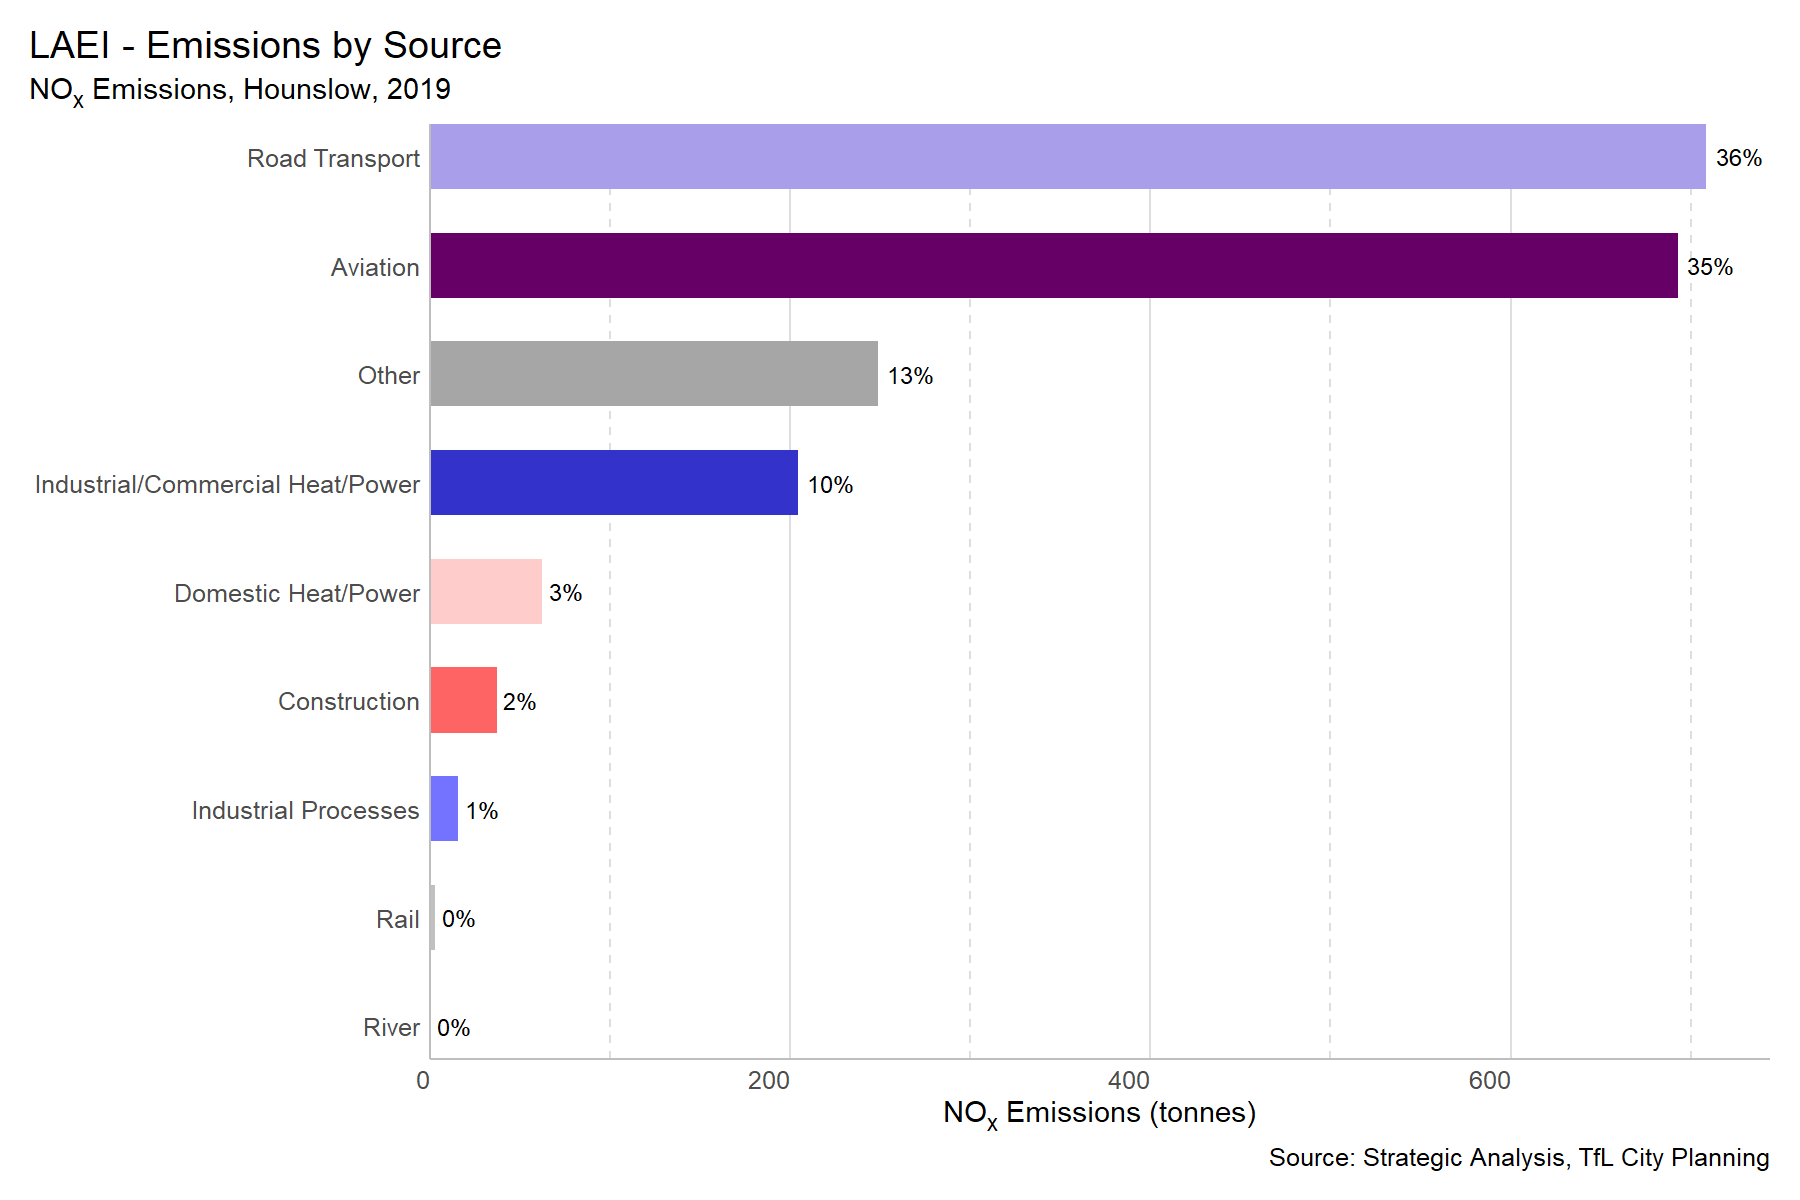 LAEI - Emissions by Source
NOx Emissions, Hounslow, 2019
Road Transport 36%
Aviation 35%
Other 13%
Industrial/Commercial Heat/Power 10%
Domestic Heat/Power 3%
Construction 2%
Industrial Processes 1%
Rail 0%
River 0%
0 200 400 600
NOx Emissions (tonnes)
Source: Strategic Analysis, TfL City Planning